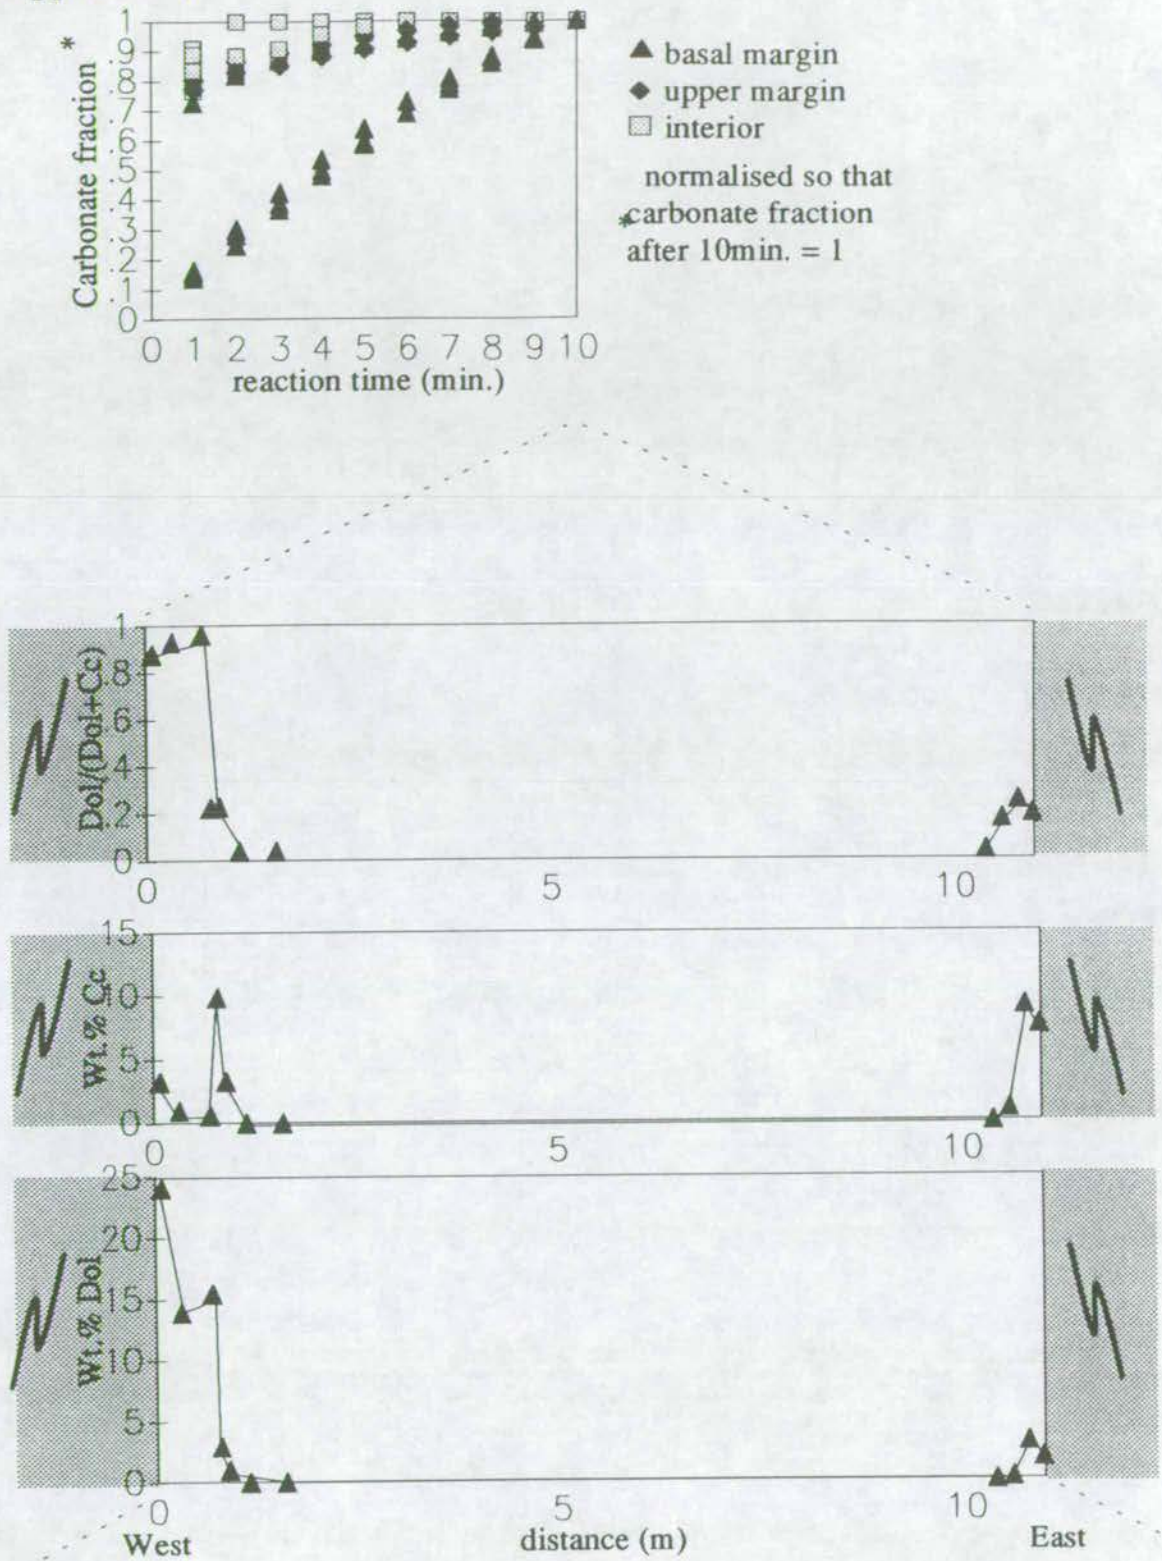 Carbonate fraction *
1
.9
.8
.7
.6
.5
.4
.3
.2
.1
0
0 1 2 3 4 5 6 7 8 9 10
reaction time (min.)
basal margin
upper margin
interior
normalised so that
*carbonate fraction
after 10min. = 1
Dol/(Dol+Cc)
1
.8
.6
.4
.2
0
0 5 10
Wt.% Cc
15
10
5
0
0 5 10
Wt.% Dol
25
20
15
10
5
0
0 5 10
West distance (m) East